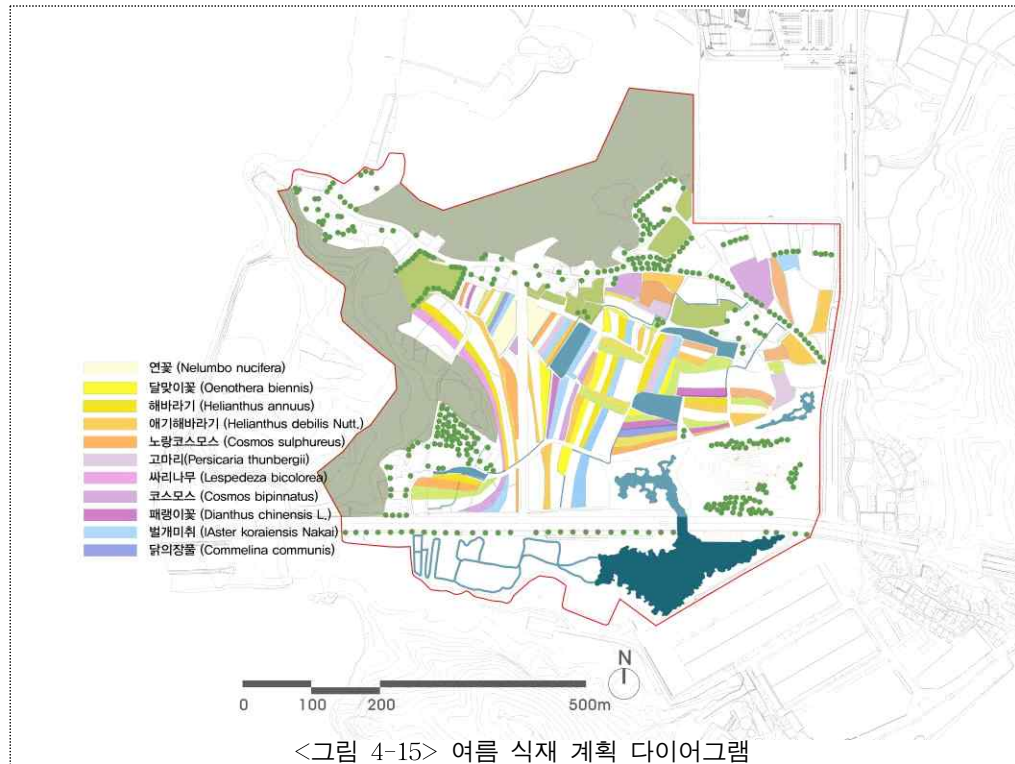 연꽃 (Nelumbo nucifera)
달맞이꽃 (Oenothera biennis)
해바라기 (Helianthus annuus)
애기해바라기 (Helianthus debilis Nutt.)
노랑코스모스 (Cosmos sulphureus)
고마리(Persicaria thunbergii)
싸리나무 (Lespedeza bicolorea)
코스모스 (Cosmos bipinnatus)
패랭이꽃 (Dianthus chinensis L.)
벌개미취 (IAster koraiensis Nakai)
닭의장풀 (Commelina communis)
N
0 100 200 500m
<그림 4-15> 여름 식재 계획 다이어그램